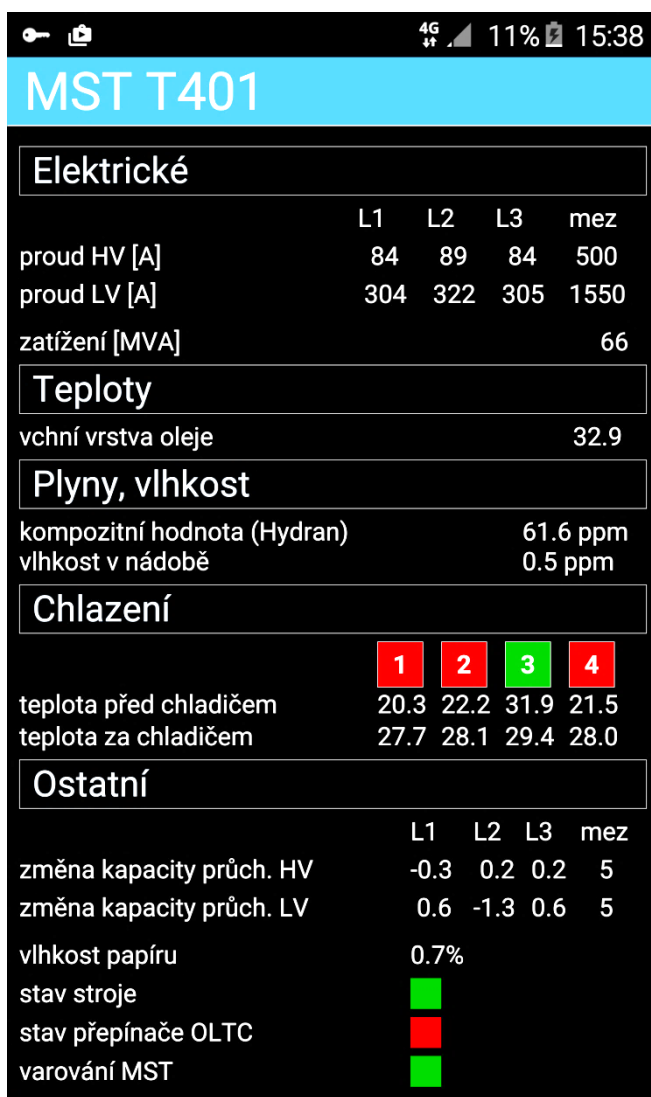 4G 11% 15:38
MST T401
Elektrické
L1 L2 L3 mez
proud HV [A] 84 89 84 500
proud LV [A] 304 322 305 1550
zatížení [MVA] 66
Teploty
vchní vrstva oleje 32.9
Plyny, vlhkost
kompozitní hodnota (Hydran) 61.6 ppm
vlhkost v nádobě 0.5 ppm
Chlazení
1 2 3 4
teplota před chladičem 20.3 22.2 31.9 21.5
teplota za chladičem 27.7 28.1 29.4 28.0
Ostatní
L1 L2 L3 mez
změna kapacity průch. HV -0.3 0.2 0.2 5
změna kapacity průch. LV 0.6 -1.3 0.6 5
vlhkost papíru 0.7%
stav stroje
stav přepínače OLTC
varování MST